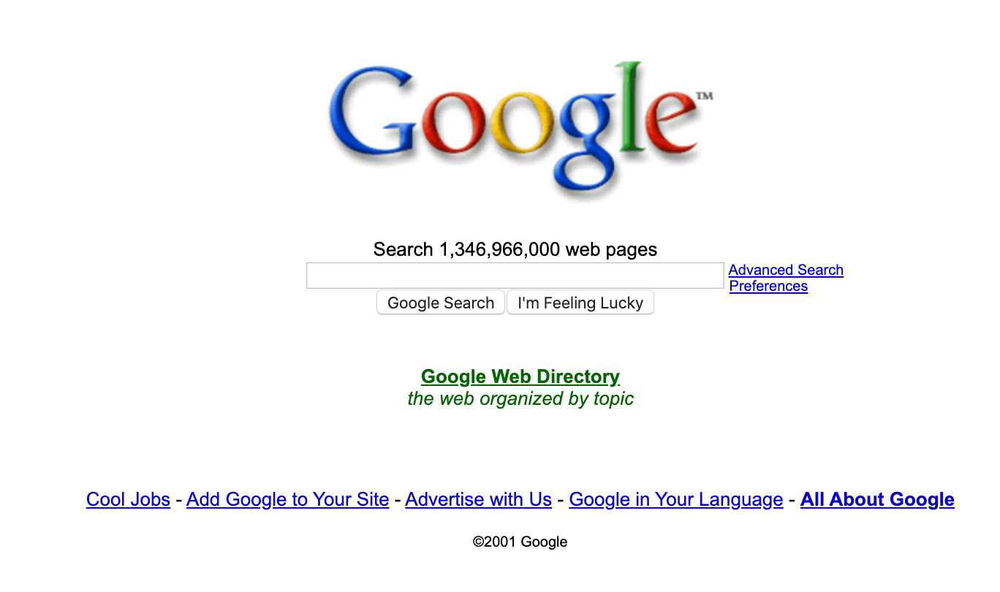 Google™
Search 1,346,966,000 web pages
Advanced Search
Preferences
Google Search I'm Feeling Lucky
Google Web Directory
the web organized by topic
Cool Jobs - Add Google to Your Site - Advertise with Us - Google in Your Language - All About Google
©2001 Google